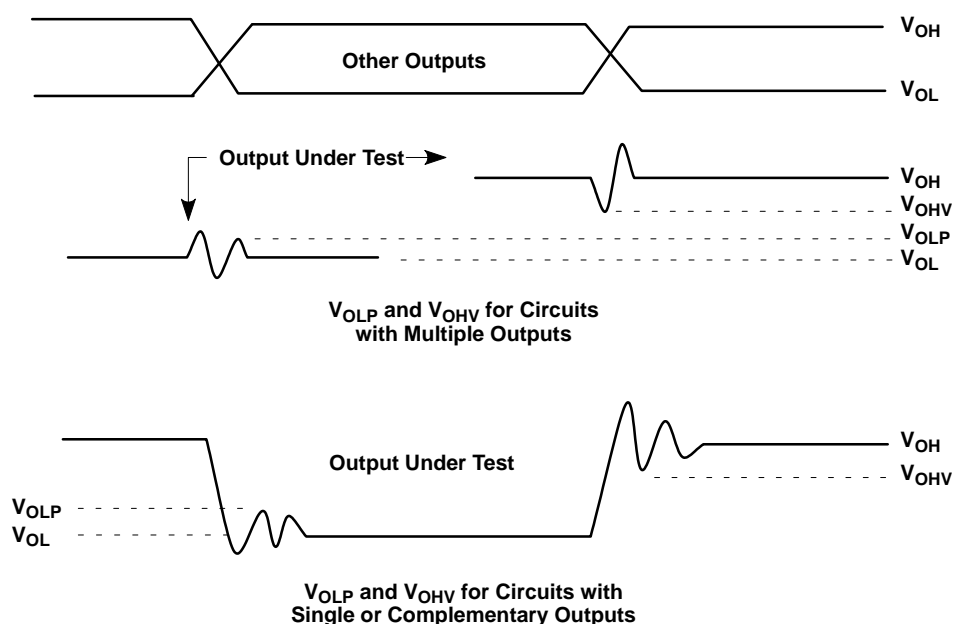 V_OH
Other Outputs
V_OL
Output Under Test
V_OH
V_OHV
V_OLP
V_OL
V_OLP and V_OHV for Circuits
with Multiple Outputs
Output Under Test
V_OH
V_OHV
V_OLP
V_OL
V_OLP and V_OHV for Circuits with
Single or Complementary Outputs